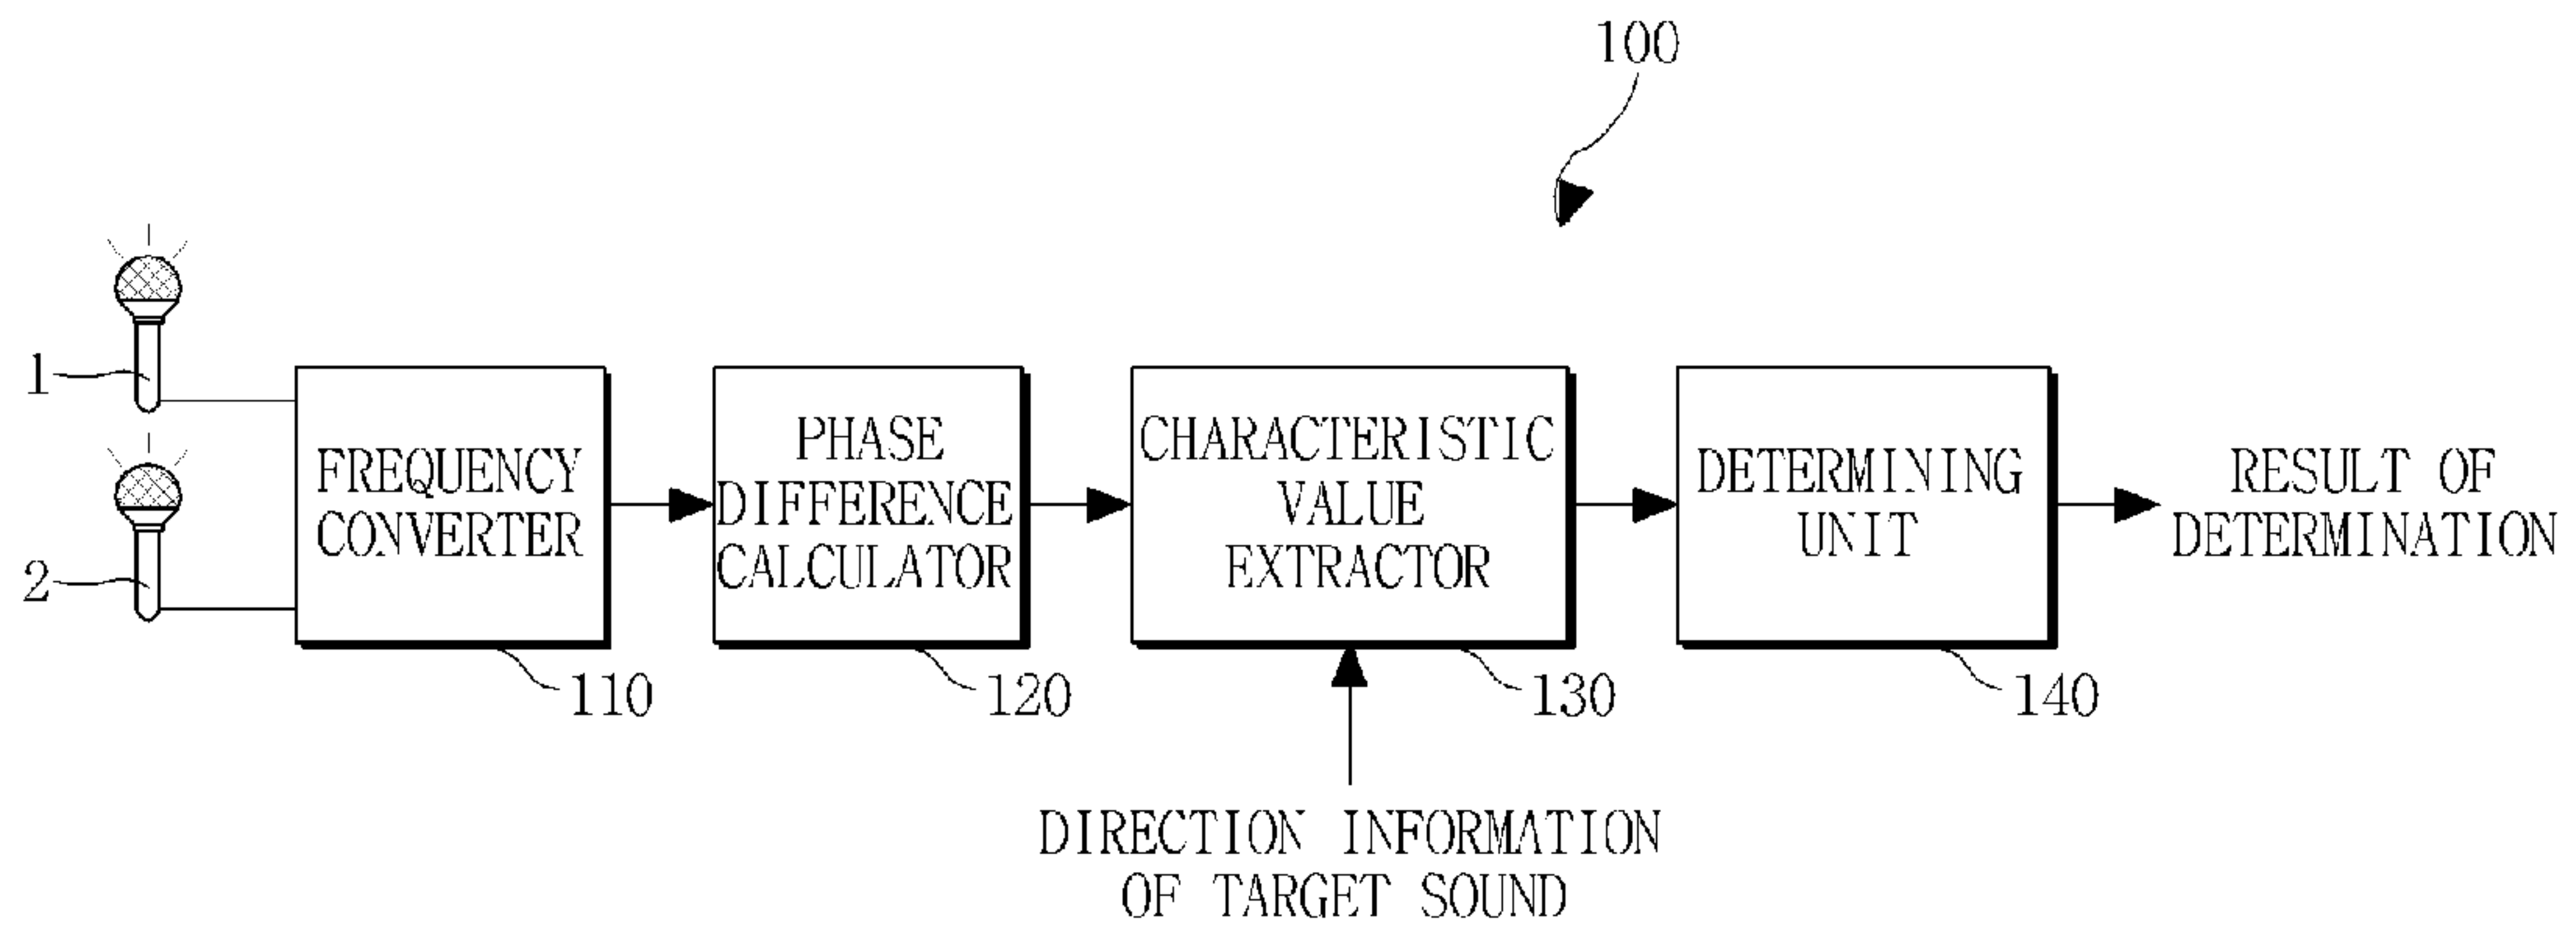 100
1
2
FREQUENCY
CONVERTER
110
PHASE
DIFFERENCE
CALCULATOR
120
CHARACTERISTIC
VALUE
EXTRACTOR
130
DETERMINING
UNIT
140
RESULT OF
DETERMINATION
DIRECTION INFORMATION
OF TARGET SOUND